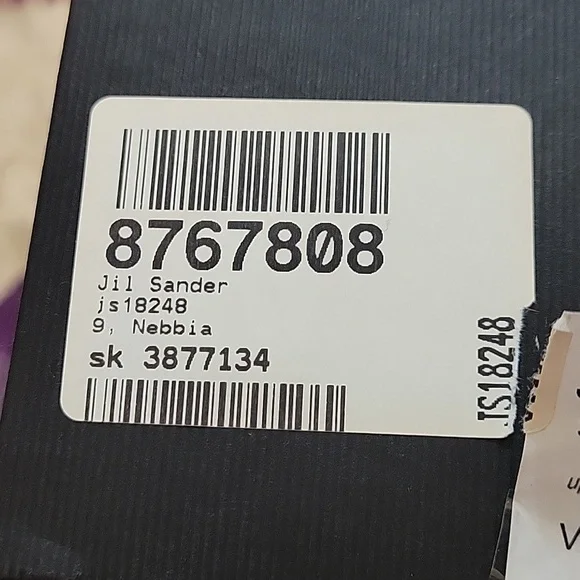 8767808
Jil Sander
js18248
9, Nebbia
sk 3877134
JS18248
V